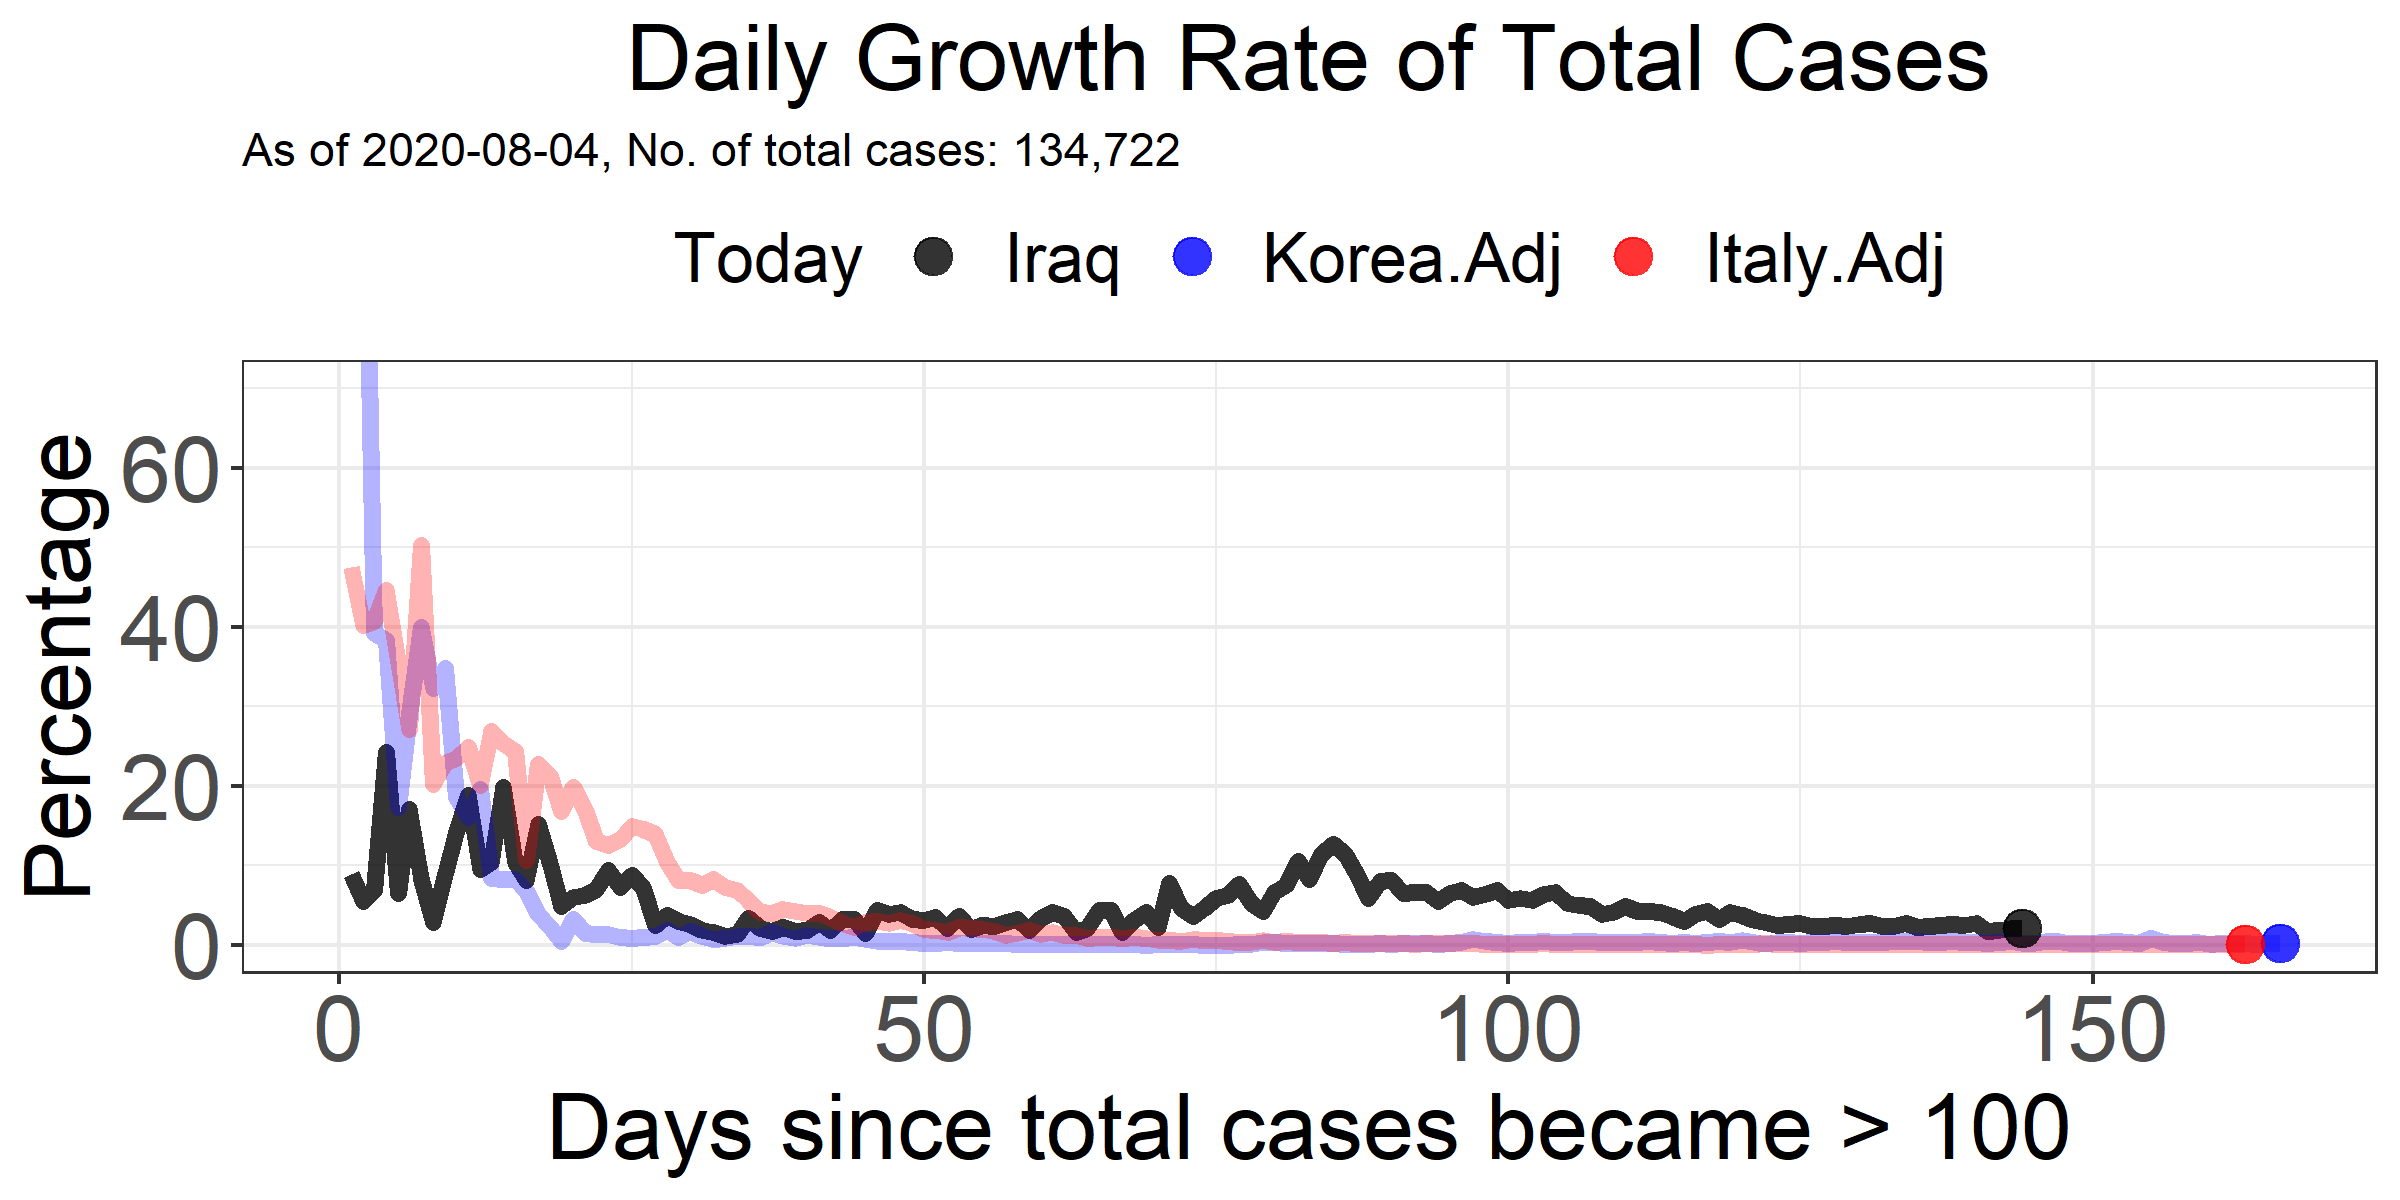 Daily Growth Rate of Total Cases
As of 2020-08-04, No. of total cases: 134,722
Today Iraq Korea.Adj Italy.Adj
Percentage
60
40
20
0
0 50 100 150
Days since total cases became > 100